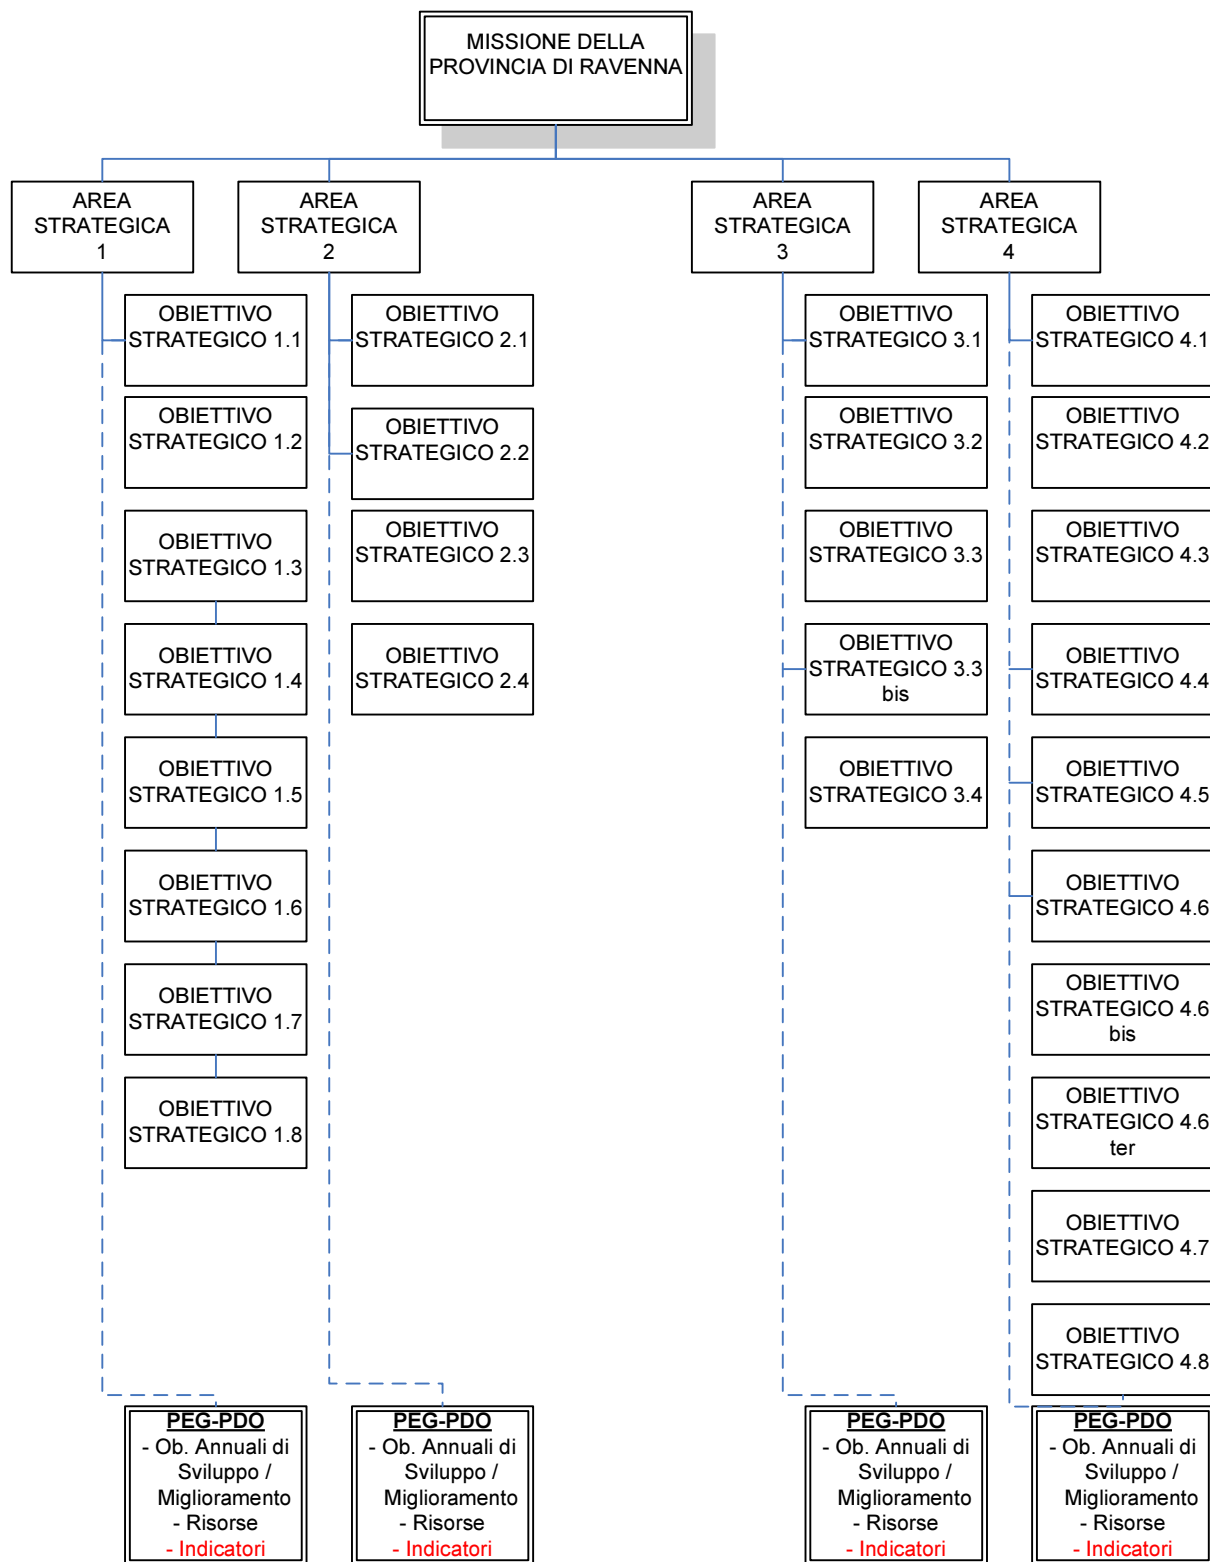 MISSIONE DELLA
PROVINCIA DI RAVENNA
AREA
STRATEGICA
1
AREA
STRATEGICA
2
AREA
STRATEGICA
3
AREA
STRATEGICA
4
OBIETTIVO
STRATEGICO 1.1
OBIETTIVO
STRATEGICO 1.2
OBIETTIVO
STRATEGICO 1.3
OBIETTIVO
STRATEGICO 1.4
OBIETTIVO
STRATEGICO 1.5
OBIETTIVO
STRATEGICO 1.6
OBIETTIVO
STRATEGICO 1.7
OBIETTIVO
STRATEGICO 1.8
OBIETTIVO
STRATEGICO 2.1
OBIETTIVO
STRATEGICO 2.2
OBIETTIVO
STRATEGICO 2.3
OBIETTIVO
STRATEGICO 2.4
OBIETTIVO
STRATEGICO 3.1
OBIETTIVO
STRATEGICO 3.2
OBIETTIVO
STRATEGICO 3.3
OBIETTIVO
STRATEGICO 3.3
bis
OBIETTIVO
STRATEGICO 3.4
OBIETTIVO
STRATEGICO 4.1
OBIETTIVO
STRATEGICO 4.2
OBIETTIVO
STRATEGICO 4.3
OBIETTIVO
STRATEGICO 4.4
OBIETTIVO
STRATEGICO 4.5
OBIETTIVO
STRATEGICO 4.6
OBIETTIVO
STRATEGICO 4.6
bis
OBIETTIVO
STRATEGICO 4.6
ter
OBIETTIVO
STRATEGICO 4.7
OBIETTIVO
STRATEGICO 4.8
PEG-PDO
- Ob. Annuali di
Sviluppo /
Miglioramento
- Risorse
- Indicatori
PEG-PDO
- Ob. Annuali di
Sviluppo /
Miglioramento
- Risorse
- Indicatori
PEG-PDO
- Ob. Annuali di
Sviluppo /
Miglioramento
- Risorse
- Indicatori
PEG-PDO
- Ob. Annuali di
Sviluppo /
Miglioramento
- Risorse
- Indicatori